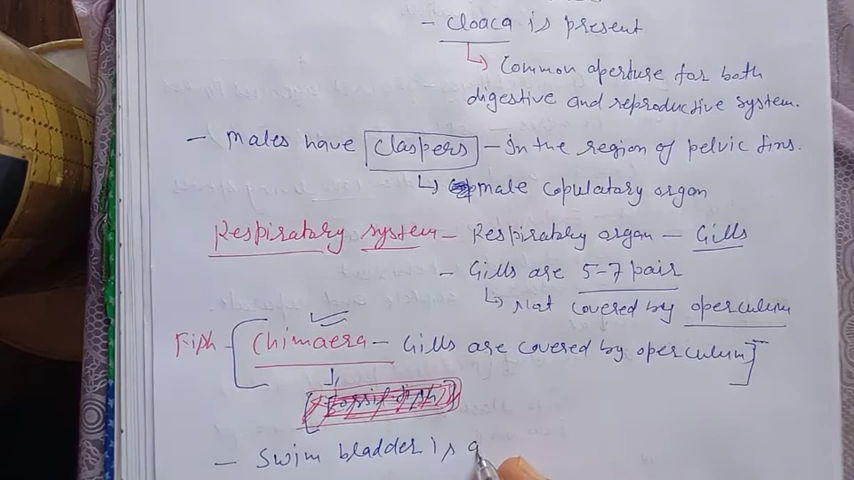 - Cloaca is present
↳ Common aperture for both
digestive and reproductive system.
- Males have Claspers - In the region of pelvic fins.
↳ male copulatory organ
Respiratory system - Respiratory organ - Gills
- Gills are 5-7 pair
↳ Not covered by operculum
Fish - [Chimaera - Gills are covered by operculum]
- Swim bladder is a